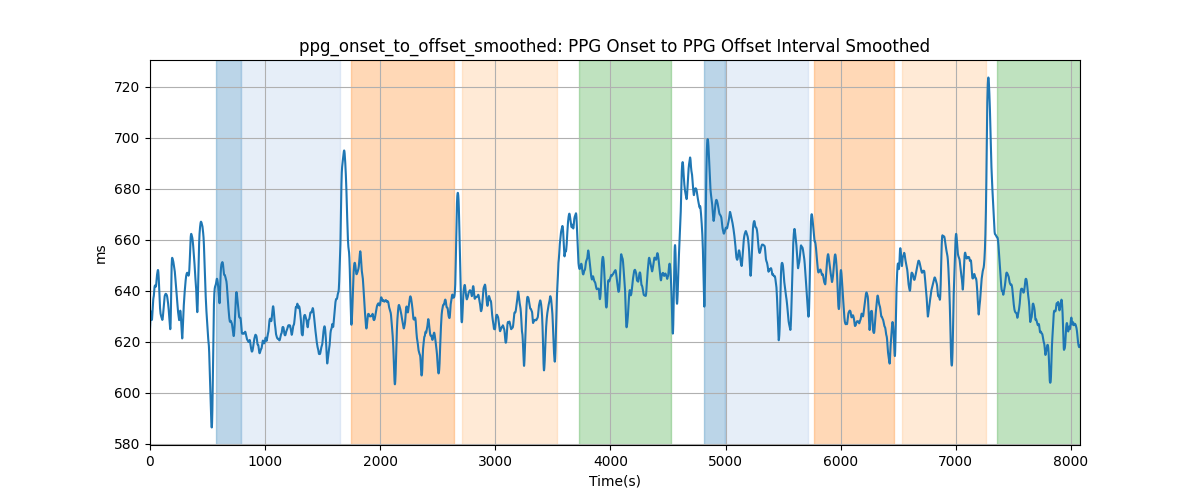 ppg_onset_to_offset_smoothed: PPG Onset to PPG Offset Interval Smoothed
720
700
680
660
640
620
600
580
ms
0 1000 2000 3000 4000 5000 6000 7000 8000
Time(s)